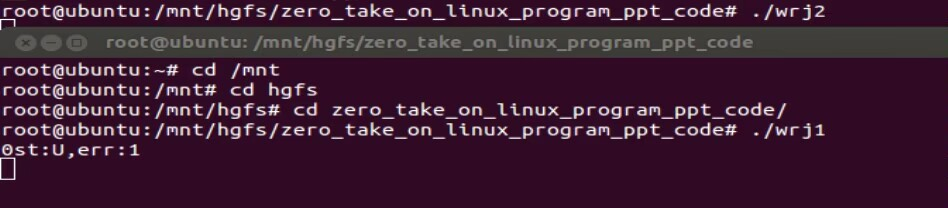 root@ubuntu:/mnt/hgfs/zero_take_on_linux_program_ppt_code# ./wrj2
root@ubuntu: /mnt/hgfs/zero_take_on_linux_program_ppt_code
root@ubuntu:~# cd /mnt
root@ubuntu:/mnt# cd hgfs
root@ubuntu:/mnt/hgfs# cd zero_take_on_linux_program_ppt_code/
root@ubuntu:/mnt/hgfs/zero_take_on_linux_program_ppt_code# ./wrj1
0st:U,err:1